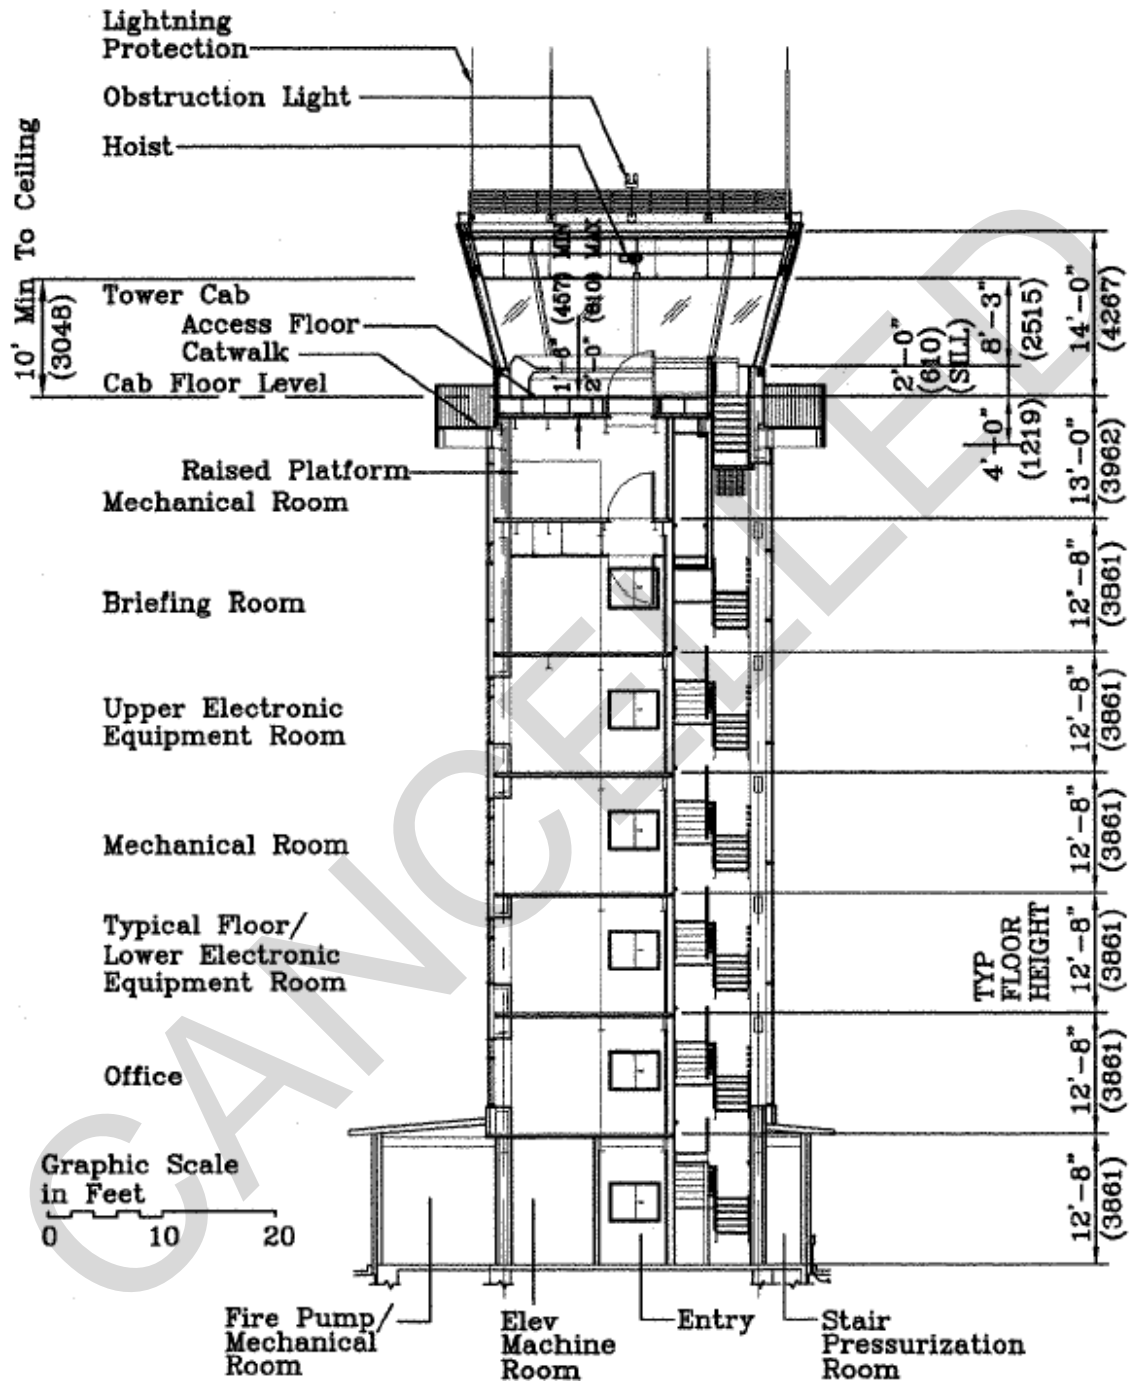 Lightning
Protection
Obstruction Light
Hoist
10' Min To Ceiling
(3048)
Tower Cab
Access Floor
Catwalk
Cab Floor Level
1'-6" (457) MIN
2'-0" (610) MAX
2'-0"
(610)
(SILL)
8'-3"
(2515)
14'-0"
(4267)
4'-0"
(1219)
13'-0"
(3962)
Raised Platform
Mechanical Room
12'-8"
(3861)
Briefing Room
12'-8"
(3861)
Upper Electronic
Equipment Room
12'-8"
(3861)
Mechanical Room
Typical Floor/
Lower Electronic
Equipment Room
TYP
FLOOR
HEIGHT
12'-8"
(3861)
Office
12'-8"
(3861)
12'-8"
(3861)
Graphic Scale
in Feet
0 10 20
Fire Pump/
Mechanical
Room
Elev
Machine
Room
Entry
Stair
Pressurization
Room
CANCELLED